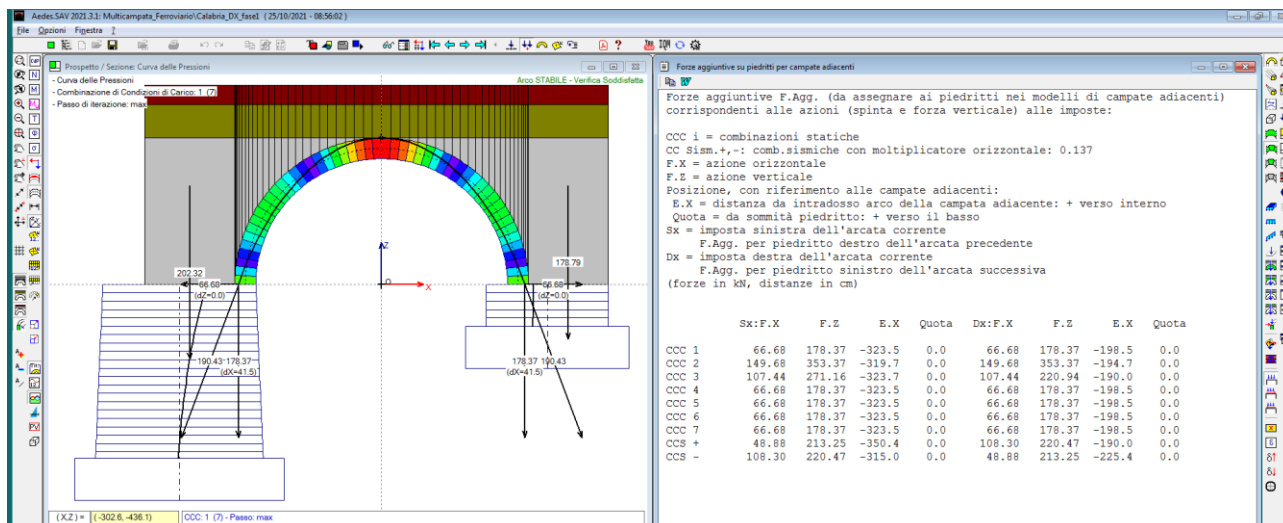 Aedes.SAV 2021.3.1: Multicampata_Ferroviario\Calabria_DX_fase1 ( 25/10/2021 - 08:56:02 )
File Opzioni Finestra ?
Prospetto / Sezione: Curva delle Pressioni
- Curva delle Pressioni
Arco STABILE - Verifica Soddisfatta
- Combinazione di Condizioni di Carico: 1 (7)
- Passo di iterazione: max
Z
X
202.32
178.79
66.68
66.68
(dZ=0.0)
(dZ=0.0)
190.43
178.37
178.37
190.43
(dX=41.5)
(dX=41.5)
(X,Z) = (-302.6, -436.1) CCC: 1 (7) - Passo: max
Forze aggiuntive su piedritti per campate adiacenti
Forze aggiuntive F.Agg. (da assegnare ai piedritti nei modelli di campate adiacenti)
corrispondenti alle azioni (spinta e forza verticale) alle imposte:
CCC i = combinazioni statiche
CC Sism.+,-: comb.sismiche con moltiplicatore orizzontale: 0.137
F.X = azione orizzontale
F.Z = azione verticale
Posizione, con riferimento alle campate adiacenti:
E.X = distanza da intradosso arco della campata adiacente: + verso interno
Quota = da sommità piedritto: + verso il basso
Sx = imposta sinistra dell'arcata corrente
F.Agg. per piedritto destro dell'arcata precedente
Dx = imposta destra dell'arcata corrente
F.Agg. per piedritto sinistro dell'arcata successiva
(forze in kN, distanze in cm)
Sx:F.X F.Z E.X Quota Dx:F.X F.Z E.X Quota
CCC 1 66.68 178.37 -323.5 0.0 66.68 178.37 -198.5 0.0
CCC 2 149.68 353.37 -319.7 0.0 149.68 353.37 -194.7 0.0
CCC 3 107.44 271.16 -323.7 0.0 107.44 220.94 -190.0 0.0
CCC 4 66.68 178.37 -323.5 0.0 66.68 178.37 -198.5 0.0
CCC 5 66.68 178.37 -323.5 0.0 66.68 178.37 -198.5 0.0
CCC 6 66.68 178.37 -323.5 0.0 66.68 178.37 -198.5 0.0
CCC 7 66.68 178.37 -323.5 0.0 66.68 178.37 -198.5 0.0
CCS + 48.88 213.25 -350.4 0.0 108.30 220.47 -190.0 0.0
CCS - 108.30 220.47 -315.0 0.0 48.88 213.25 -225.4 0.0